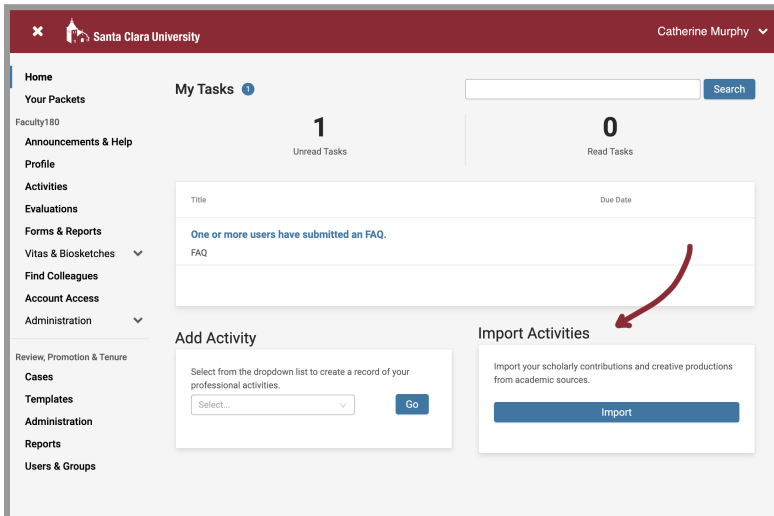 Santa Clara University
Catherine Murphy
Home
Your Packets
Faculty180
Announcements & Help
Profile
Activities
Evaluations
Forms & Reports
Vitas & Biosketches
Find Colleagues
Account Access
Administration
Review, Promotion & Tenure
Cases
Templates
Administration
Reports
Users & Groups
My Tasks 1
Search
1
Unread Tasks
0
Read Tasks
Title
Due Date
One or more users have submitted an FAQ.
FAQ
Add Activity
Select from the dropdown list to create a record of your
professional activities.
Select...
Go
Import Activities
Import your scholarly contributions and creative productions
from academic sources.
Import